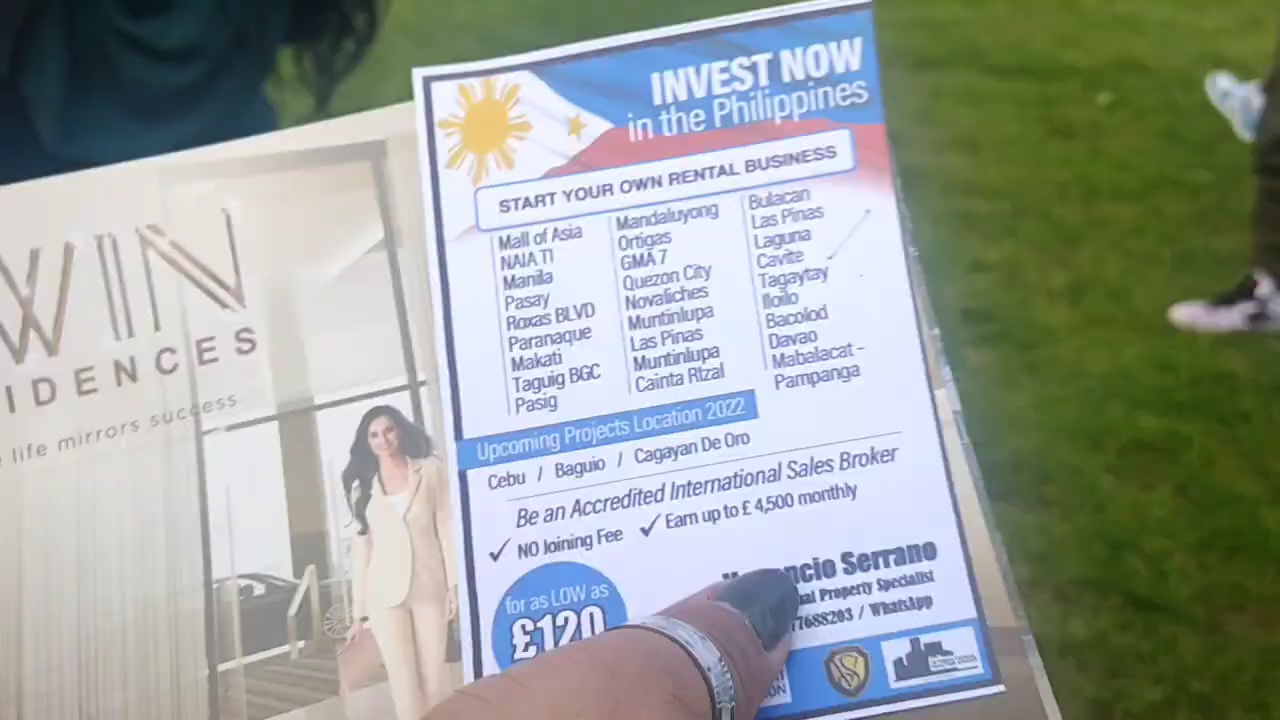 WIN
IDENCES
life mirrors success
INVEST NOW
in the Philippines
START YOUR OWN RENTAL BUSINESS
Mall of Asia
NAIA T1
Manila
Pasay
Roxas BLVD
Paranaque
Makati
Taguig BGC
Pasig
Mandaluyong
Ortigas
GMA 7
Quezon City
Novaliches
Muntinlupa
Las Pinas
Muntinlupa
Cainta RIzal
Bulacan
Las Pinas
Laguna
Cavite
Tagaytay
Iloilo
Bacolod
Davao
Mabalacat -
Pampanga
Upcoming Projects Location 2022
Cebu / Baguio / Cagayan De Oro
Be an Accredited International Sales Broker
✓ NO Joining Fee ✓ Earn up to £ 4,500 monthly
for as LOW as
£120
ncio Serrano
Property Specialist
77688203 / WhatsApp